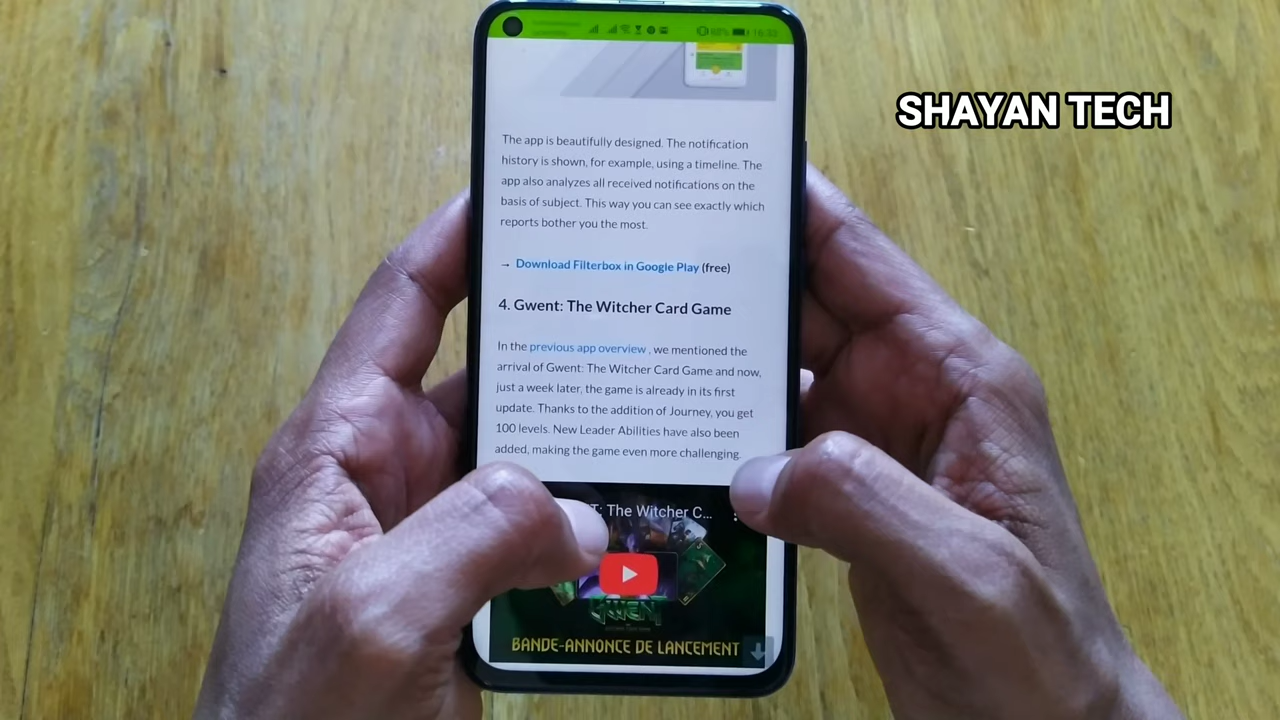 16:33
SHAYAN TECH
The app is beautifully designed. The notification
history is shown, for example, using a timeline. The
app also analyzes all received notifications on the
basis of subject. This way you can see exactly which
reports bother you the most.
→ Download Filterbox in Google Play (free)
4. Gwent: The Witcher Card Game
In the previous app overview , we mentioned the
arrival of Gwent: The Witcher Card Game and now,
just a week later, the game is already in its first
update. Thanks to the addition of Journey, you get
100 levels. New Leader Abilities have also been
added, making the game even more challenging.
T: The Witcher C...
GWENT
BANDE-ANNONCE DE LANCEMENT